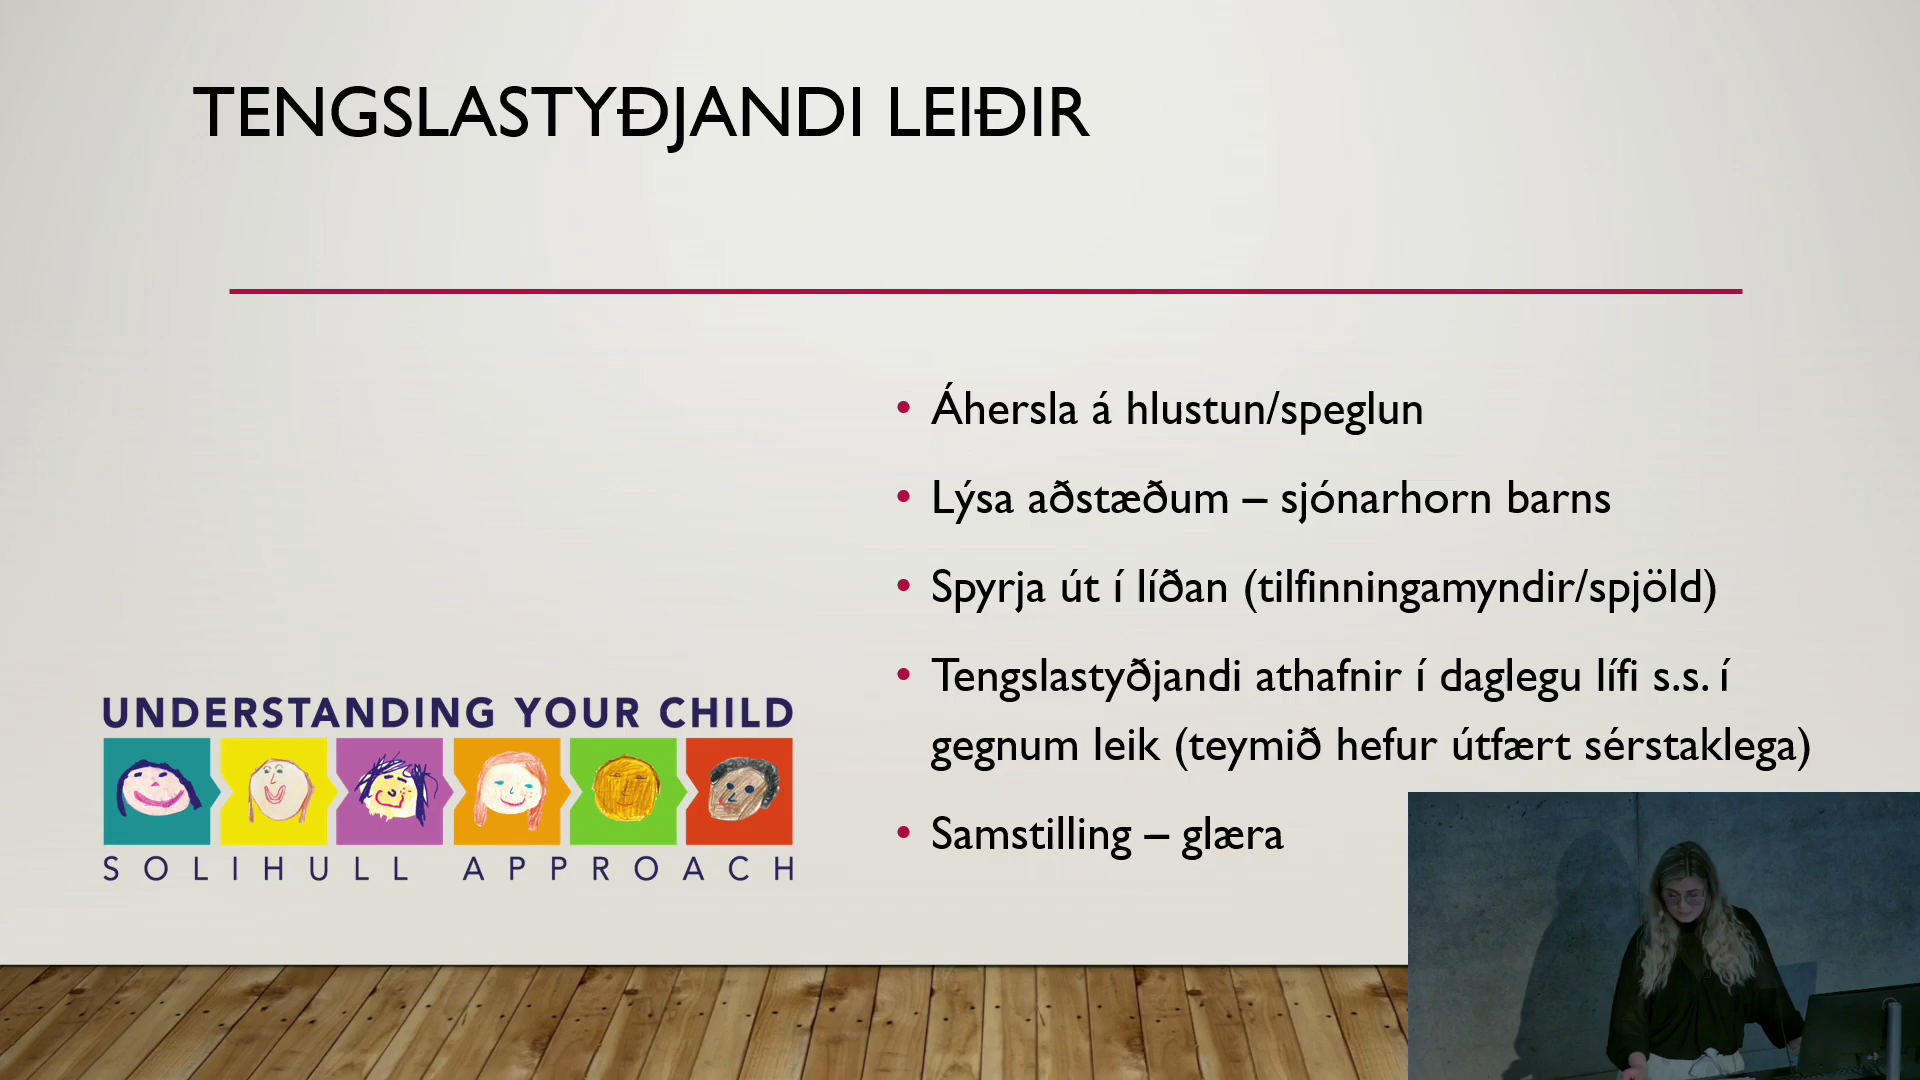 TENGSLASTYÐJANDI LEIÐIR
• Áhersla á hlustun/speglun
• Lýsa aðstæðum – sjónarhorn barns
• Spyrja út í líðan (tilfinningamyndir/spjöld)
• Tengslastyðjandi athafnir í daglegu lífi s.s. í
gegnum leik (teymið hefur útfært sérstaklega)
• Samstilling – glæra
UNDERSTANDING YOUR CHILD
SOLIHULL APPROACH